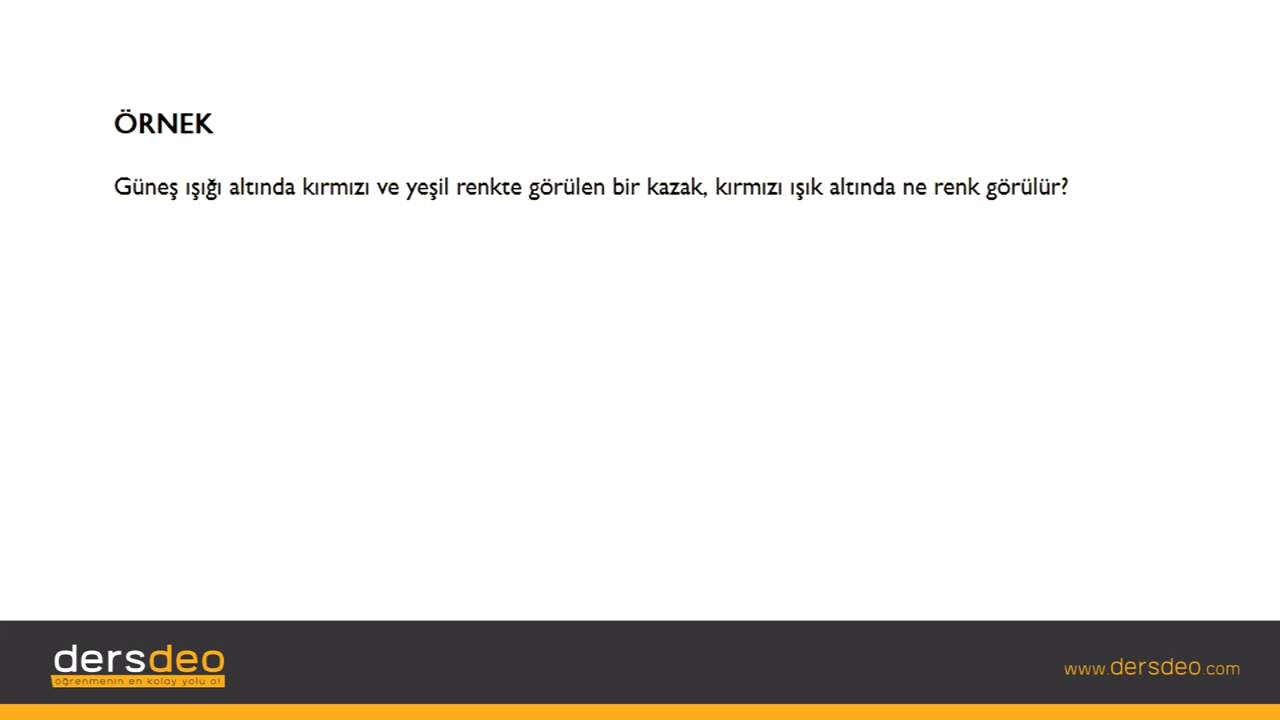 ÖRNEK
Güneş ışığı altında kırmızı ve yeşil renkte görülen bir kazak, kırmızı ışık altında ne renk görülür?
dersdeo
öğrenmenin en kolay yolu o!
www.dersdeo.com